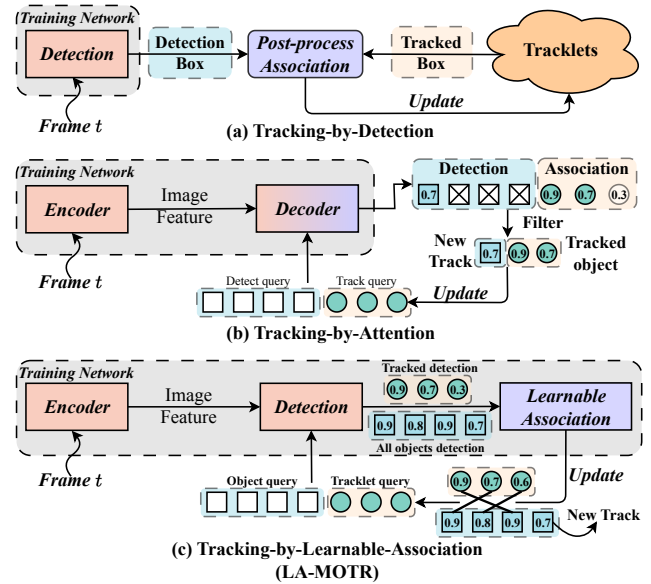 Training Network
Detection
Detection
Box
Post-process
Association
Tracked
Box
Tracklets
Update
Frame t
(a) Tracking-by-Detection
Training Network
Encoder
Image
Feature
Decoder
Detection
Association
0.7
0.9
0.7
0.3
Filter
New
Track
0.7
0.9
0.7
Tracked
object
Frame t
Detect query
Track query
Update
(b) Tracking-by-Attention
Training Network
Encoder
Image
Feature
Detection
Tracked detection
0.9
0.7
0.3
0.9
0.8
0.9
0.7
All objects detection
Learnable
Association
Frame t
Object query
Tracklet query
Update
0.9
0.7
0.6
0.9
0.8
0.9
0.7
New Track
(c) Tracking-by-Learnable-Association
(LA-MOTR)